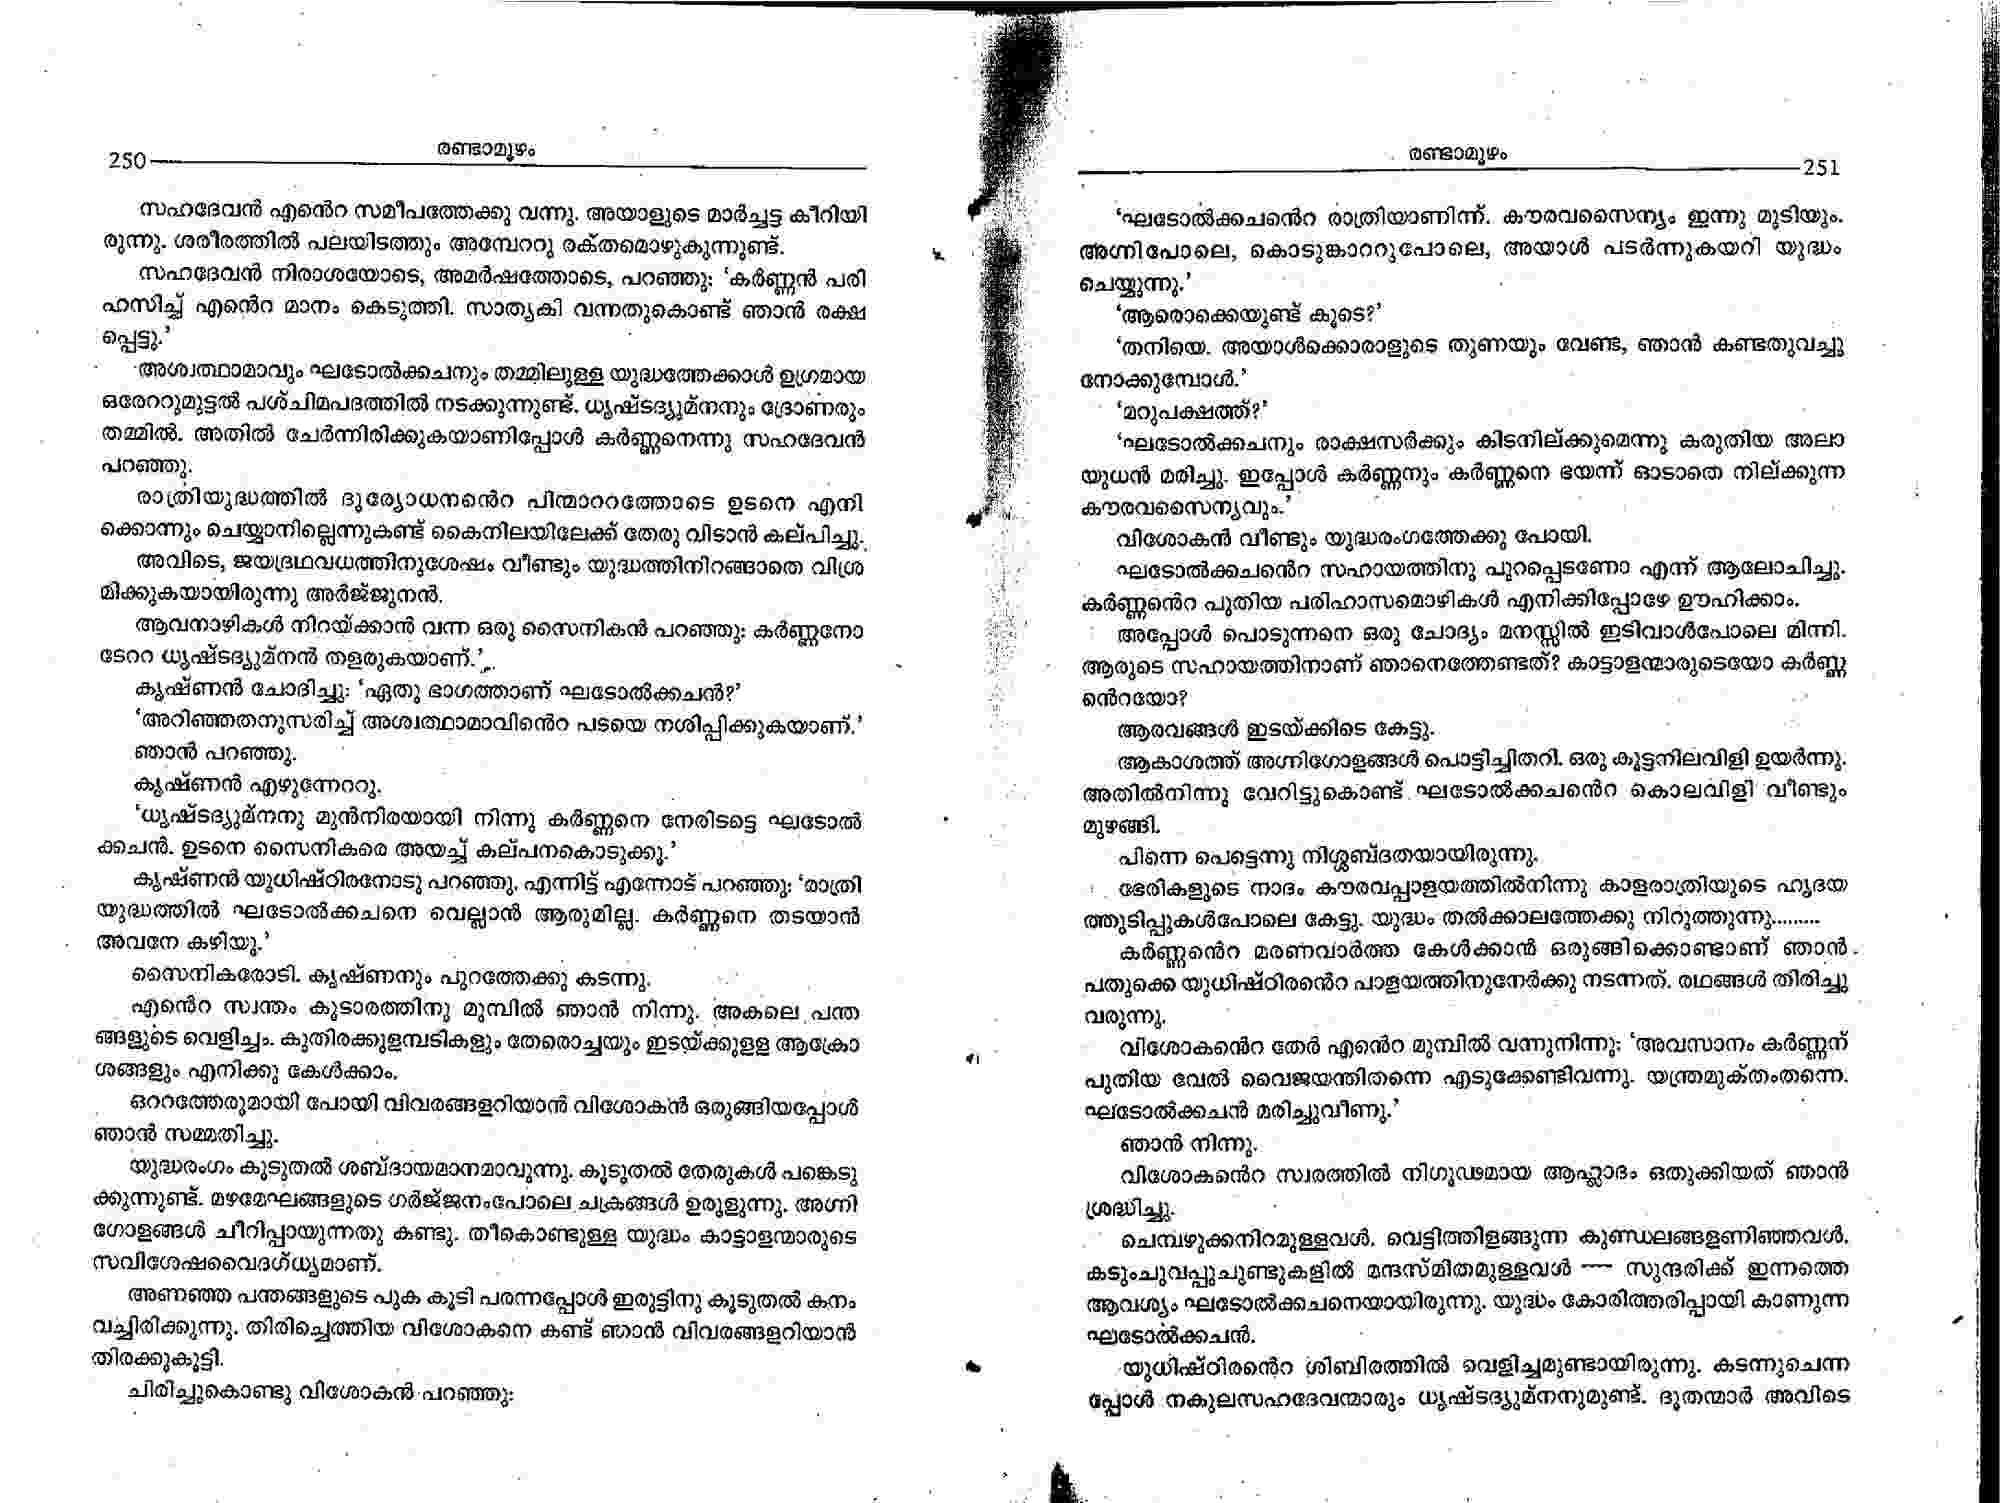 രണ്ടാമൂഴം
250
സഹദേവൻ എൻെറ സമീപത്തേക്കു വന്നു. അയാളുടെ മാർച്ചട്ട കീറിയി
രുന്നു. ശരീരത്തിൽ പലയിടത്തും അമ്പേററു രക്തമൊഴുകുന്നുണ്ട്.
സഹദേവൻ നിരാശയോടെ, അമർഷത്തോടെ, പറഞ്ഞു: ‘കർണ്ണൻ പരി
ഹസിച്ച് എൻെറ മാനം കെടുത്തി. സാത്യകി വന്നതുകൊണ്ട് ഞാൻ രക്ഷ
പ്പെട്ടു.’
അശ്വത്ഥാമാവും ഘടോൽക്കചനും തമ്മിലുള്ള യുദ്ധത്തേക്കാൾ ഉഗ്രമായ
ഒരേററുമുട്ടൽ പശ്ചിമപദത്തിൽ നടക്കുന്നുണ്ട്. ധൃഷ്ടദ്യുമ്നനും ദ്രോണരും
തമ്മിൽ. അതിൽ ചേർന്നിരിക്കുകയാണിപ്പോൾ കർണ്ണനെന്നു സഹദേവൻ
പറഞ്ഞു.
രാത്രിയുദ്ധത്തിൽ ദുര്യോധനൻെറ പിന്മാററത്തോടെ ഉടനെ എനി
ക്കൊന്നും ചെയ്യാനില്ലെന്നുകണ്ട് കൈനിലയിലേക്ക് തേരു വിടാൻ കല്പിച്ചു.
അവിടെ, ജയദ്രഥവധത്തിനുശേഷം വീണ്ടും യുദ്ധത്തിനിറങ്ങാതെ വിശ്ര
മിക്കുകയായിരുന്നു അർജ്ജുനൻ.
ആവനാഴികൾ നിറയ്ക്കാൻ വന്ന ഒരു സൈനികൻ പറഞ്ഞു: കർണ്ണനോ
ടേററ ധൃഷ്ടദ്യുമ്നൻ തളരുകയാണ്.’
കൃഷ്ണൻ ചോദിച്ചു: ‘ഏതു ഭാഗത്താണ് ഘടോൽക്കചൻ?’
‘അറിഞ്ഞതനുസരിച്ച് അശ്വത്ഥാമാവിൻെറ പടയെ നശിപ്പിക്കുകയാണ്.’
ഞാൻ പറഞ്ഞു.
കൃഷ്ണൻ എഴുന്നേററു.
‘ധൃഷ്ടദ്യുമ്നനു മുൻനിരയായി നിന്നു കർണ്ണനെ നേരിടട്ടെ ഘടോൽ
ക്കചൻ. ഉടനെ സൈനികരെ അയച്ച് കല്പനകൊടുക്കൂ.’
കൃഷ്ണൻ യുധിഷ്ഠിരനോടു പറഞ്ഞു. എന്നിട്ട് എന്നോട് പറഞ്ഞു: ‘രാത്രി
യുദ്ധത്തിൽ ഘടോൽക്കചനെ വെല്ലാൻ ആരുമില്ല. കർണ്ണനെ തടയാൻ
അവനേ കഴിയൂ.’
സൈനികരോടി. കൃഷ്ണനും പുറത്തേക്കു കടന്നു.
എൻെറ സ്വന്തം കൂടാരത്തിനു മുമ്പിൽ ഞാൻ നിന്നു. അകലെ പന്ത
ങ്ങളുടെ വെളിച്ചം. കുതിരക്കുളമ്പടികളും തേരൊച്ചയും ഇടയ്ക്കുള്ള ആക്രോ
ശങ്ങളും എനിക്കു കേൾക്കാം.
ഒററത്തേരുമായി പോയി വിവരങ്ങളറിയാൻ വിശോകൻ ഒരുങ്ങിയപ്പോൾ
ഞാൻ സമ്മതിച്ചു.
യുദ്ധരംഗം കൂടുതൽ ശബ്ദായമാനമാവുന്നു. കൂടുതൽ തേരുകൾ പങ്കെടു
ക്കുന്നുണ്ട്. മഴമേഘങ്ങളുടെ ഗർജ്ജനംപോലെ ചക്രങ്ങൾ ഉരുളുന്നു. അഗ്നി
ഗോളങ്ങൾ ചീറിപ്പായുന്നതു കണ്ടു. തീകൊണ്ടുള്ള യുദ്ധം കാട്ടാളന്മാരുടെ
സവിശേഷവൈദഗ്ധ്യമാണ്.
അണഞ്ഞ പന്തങ്ങളുടെ പുക കൂടി പരന്നപ്പോൾ ഇരുട്ടിനു കൂടുതൽ കനം
വച്ചിരിക്കുന്നു. തിരിച്ചെത്തിയ വിശോകനെ കണ്ട് ഞാൻ വിവരങ്ങളറിയാൻ
തിരക്കുകൂട്ടി.
ചിരിച്ചുകൊണ്ടു വിശോകൻ പറഞ്ഞു:
രണ്ടാമൂഴം
251
‘ഘടോൽക്കചൻെറ രാത്രിയാണിന്ന്. കൗരവസൈന്യം ഇന്നു മുടിയും.
അഗ്നിപോലെ, കൊടുങ്കാററുപോലെ, അയാൾ പടർന്നുകയറി യുദ്ധം
ചെയ്യുന്നു.’
‘ആരൊക്കെയുണ്ട് കൂടെ?’
‘തനിയെ. അയാൾക്കൊരാളുടെ തുണയും വേണ്ട, ഞാൻ കണ്ടതുവച്ചു
നോക്കുമ്പോൾ.’
‘മറുപക്ഷത്ത്?’
‘ഘടോൽക്കചനും രാക്ഷസർക്കും കിടനില്ക്കുമെന്നു കരുതിയ അലാ
യുധൻ മരിച്ചു. ഇപ്പോൾ കർണ്ണനും കർണ്ണനെ ഭയന്ന് ഓടാതെ നില്ക്കുന്ന
കൗരവസൈന്യവും.’
വിശോകൻ വീണ്ടും യുദ്ധരംഗത്തേക്കു പോയി.
ഘടോൽക്കചൻെറ സഹായത്തിനു പുറപ്പെടണോ എന്ന് ആലോചിച്ചു.
കർണ്ണൻെറ പുതിയ പരിഹാസമൊഴികൾ എനിക്കിപ്പോഴേ ഊഹിക്കാം.
അപ്പോൾ പൊടുന്നനെ ഒരു ചോദ്യം മനസ്സിൽ ഇടിവാൾപോലെ മിന്നി.
ആരുടെ സഹായത്തിനാണ് ഞാനെത്തേണ്ടത്? കാട്ടാളന്മാരുടെയോ കർണ്ണ
ൻെറയോ?
ആരവങ്ങൾ ഇടയ്ക്കിടെ കേട്ടു.
ആകാശത്ത് അഗ്നിഗോളങ്ങൾ പൊട്ടിച്ചിതറി. ഒരു കൂട്ടനിലവിളി ഉയർന്നു.
അതിൽനിന്നു വേറിട്ടുകൊണ്ട് ഘടോൽക്കചൻെറ കൊലവിളി വീണ്ടും
മുഴങ്ങി.
പിന്നെ പെട്ടെന്നു നിശ്ശബ്ദതയായിരുന്നു.
ഭേരികളുടെ നാദം കൗരവപ്പാളയത്തിൽനിന്നു കാളരാത്രിയുടെ ഹൃദയ
ത്തുടിപ്പുകൾപോലെ കേട്ടു. യുദ്ധം തൽക്കാലത്തേക്കു നിറുത്തുന്നു.........
കർണ്ണൻെറ മരണവാർത്ത കേൾക്കാൻ ഒരുങ്ങിക്കൊണ്ടാണ് ഞാൻ
പതുക്കെ യുധിഷ്ഠിരൻെറ പാളയത്തിനുനേർക്കു നടന്നത്. രഥങ്ങൾ തിരിച്ചു
വരുന്നു.
വിശോകൻെറ തേർ എൻെറ മുമ്പിൽ വന്നുനിന്നു: ‘അവസാനം കർണ്ണന്
പുതിയ വേൽ വൈജയന്തിതന്നെ എടുക്കേണ്ടിവന്നു. യന്ത്രമുക്തംതന്നെ.
ഘടോൽക്കചൻ മരിച്ചുവീണു.’
ഞാൻ നിന്നു.
വിശോകൻെറ സ്വരത്തിൽ നിഗൂഢമായ ആഹ്ലാദം ഒതുക്കിയത് ഞാൻ
ശ്രദ്ധിച്ചു.
ചെമ്പഴുക്കനിറമുള്ളവൾ. വെട്ടിത്തിളങ്ങുന്ന കുണ്ഡലങ്ങളണിഞ്ഞവൾ.
കടുംചുവപ്പുചുണ്ടുകളിൽ മന്ദസ്മിതമുള്ളവൾ — സുന്ദരിക്ക് ഇന്നത്തെ
ആവശ്യം ഘടോൽക്കചനെയായിരുന്നു. യുദ്ധം കോരിത്തരിപ്പായി കാണുന്ന
ഘടോൽക്കചൻ.
യുധിഷ്ഠിരൻെറ ശിബിരത്തിൽ വെളിച്ചമുണ്ടായിരുന്നു. കടന്നുചെന്ന
പ്പോൾ നകുലസഹദേവന്മാരും ധൃഷ്ടദ്യുമ്നനുമുണ്ട്. ദൂതന്മാർ അവിടെ